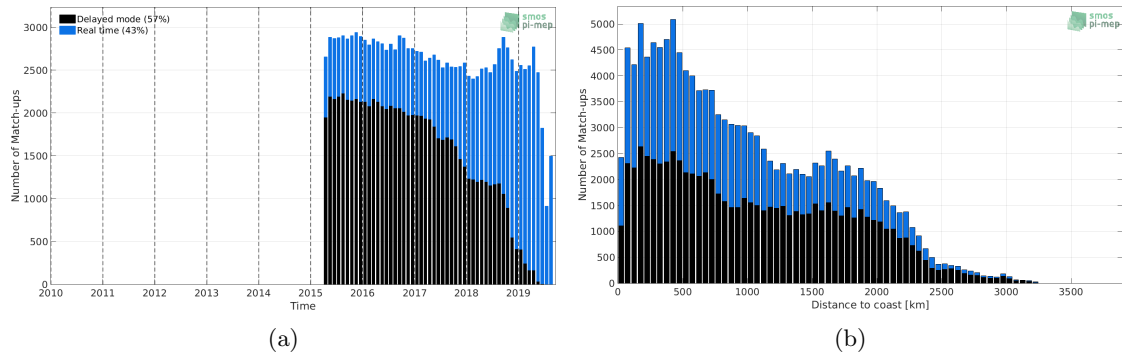 Delayed mode (57%)
Real time (43%)
smos
pi-mep
3000
2500
2000
1500
1000
500
0
Number of Match-ups
2010 2011 2012 2013 2014 2015 2016 2017 2018 2019
Time
(a)
smos
pi-mep
5000
4500
4000
3500
3000
2500
2000
1500
1000
500
0
Number of Match-ups
0 500 1000 1500 2000 2500 3000 3500
Distance to coast [km]
(b)